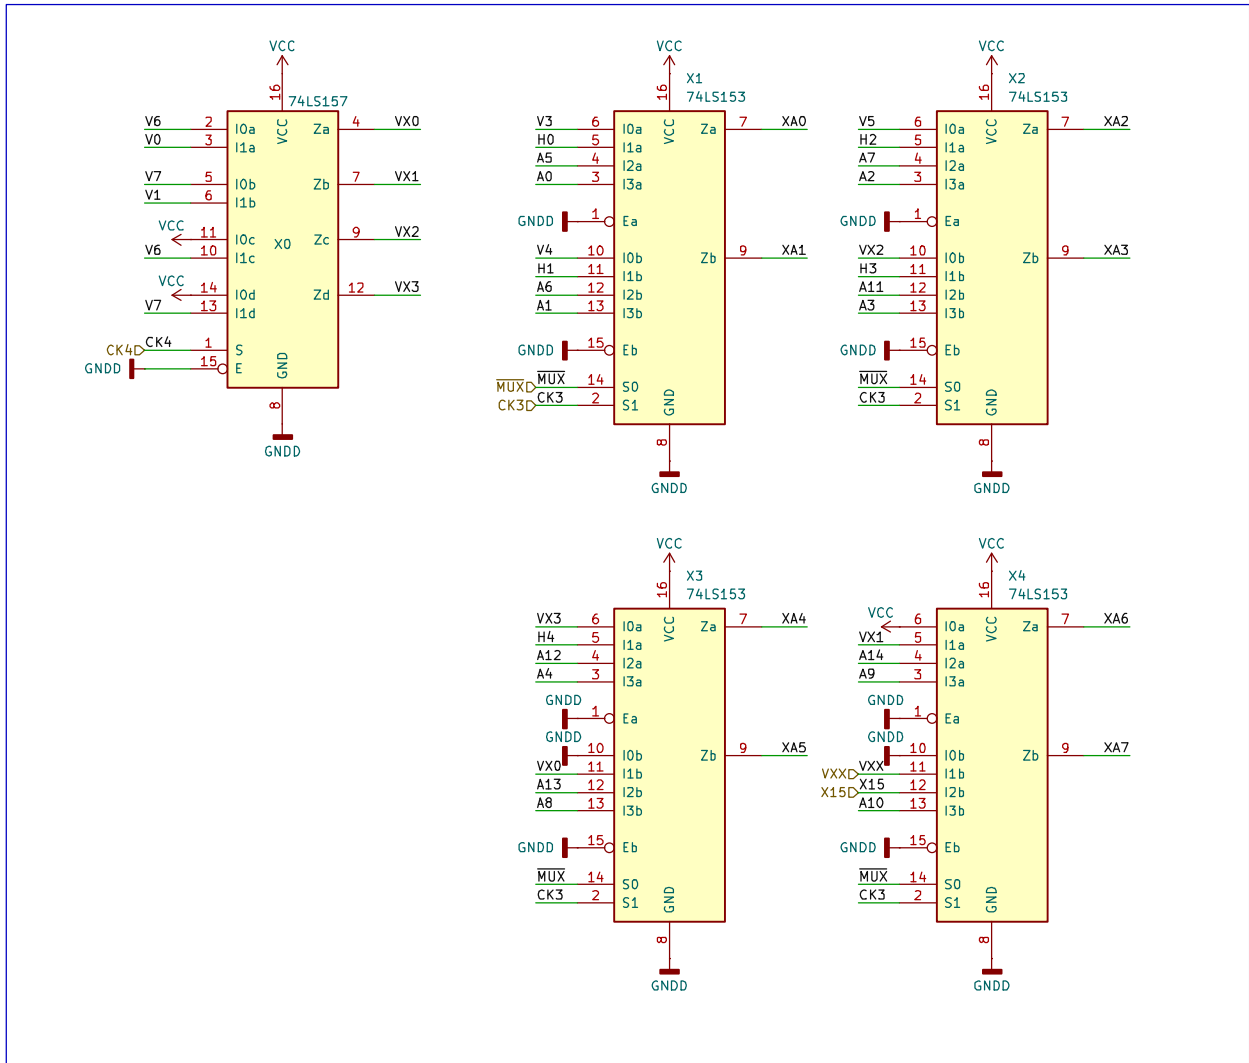 VCC
16
74LS157
V6 2 I0a VCC Za 4 VX0
V0 3 I1a
V7 5 I0b Zb 7 VX1
V1 6 I1b
VCC 11 I0c X0 Zc 9 VX2
V6 10 I1c
VCC 14 I0d Zd 12 VX3
V7 13 I1d
CK4 CK4 1 S GND
GNDD 15 E
8
GNDD
VCC
X1
16 74LS153
V3 6 I0a VCC Za 7 XA0
H0 5 I1a
A5 4 I2a
A0 3 I3a
GNDD 1 Ea
V4 10 I0b Zb 9 XA1
H1 11 I1b
A6 12 I2b
A1 13 I3b
GNDD 15 Eb
MUX MUX 14 S0
CK3 CK3 2 S1 GND
8
GNDD
VCC
X2
16 74LS153
V5 6 I0a VCC Za 7 XA2
H2 5 I1a
A7 4 I2a
A2 3 I3a
GNDD 1 Ea
VX2 10 I0b Zb 9 XA3
H3 11 I1b
A11 12 I2b
A3 13 I3b
GNDD 15 Eb
MUX 14 S0
CK3 2 S1 GND
8
GNDD
VCC
X3
16 74LS153
VX3 6 I0a VCC Za 7 XA4
H4 5 I1a
A12 4 I2a
A4 3 I3a
GNDD 1 Ea
GNDD 10 I0b Zb 9 XA5
VX0 11 I1b
A13 12 I2b
A8 13 I3b
GNDD 15 Eb
MUX 14 S0
CK3 2 S1 GND
8
GNDD
VCC
X4
16 74LS153
VCC 6 I0a VCC Za 7 XA6
VX1 5 I1a
A14 4 I2a
A9 3 I3a
GNDD 1 Ea
GNDD 10 I0b Zb 9 XA7
VXX VXX 11 I1b
X15 X15 12 I2b
A10 13 I3b
GNDD 15 Eb
MUX 14 S0
CK3 2 S1 GND
8
GNDD